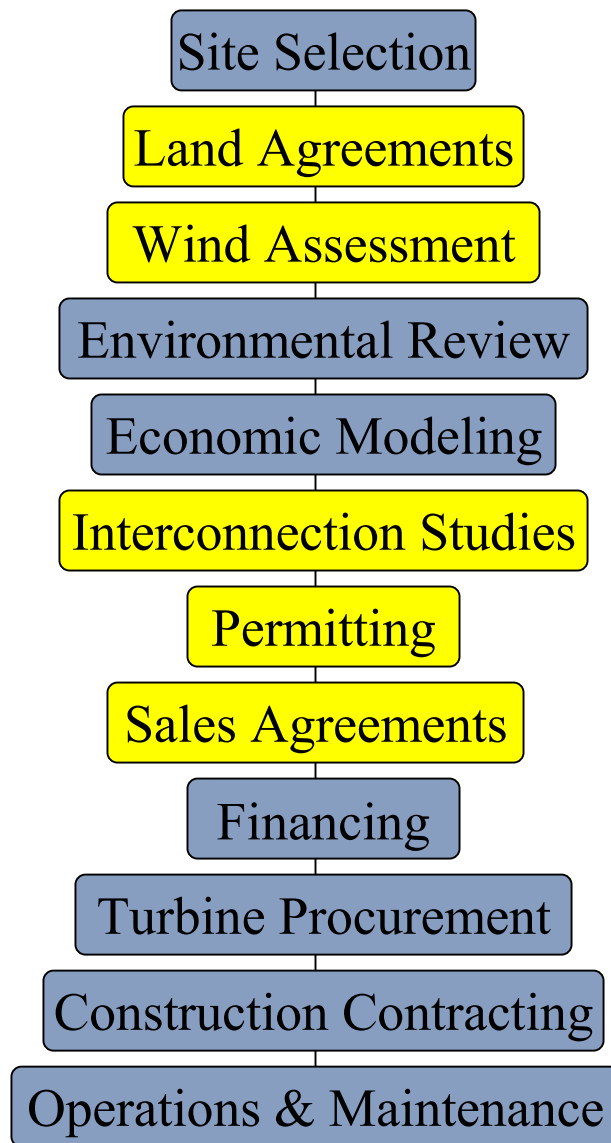 Site Selection
Land Agreements
Wind Assessment
Environmental Review
Economic Modeling
Interconnection Studies
Permitting
Sales Agreements
Financing
Turbine Procurement
Construction Contracting
Operations & Maintenance